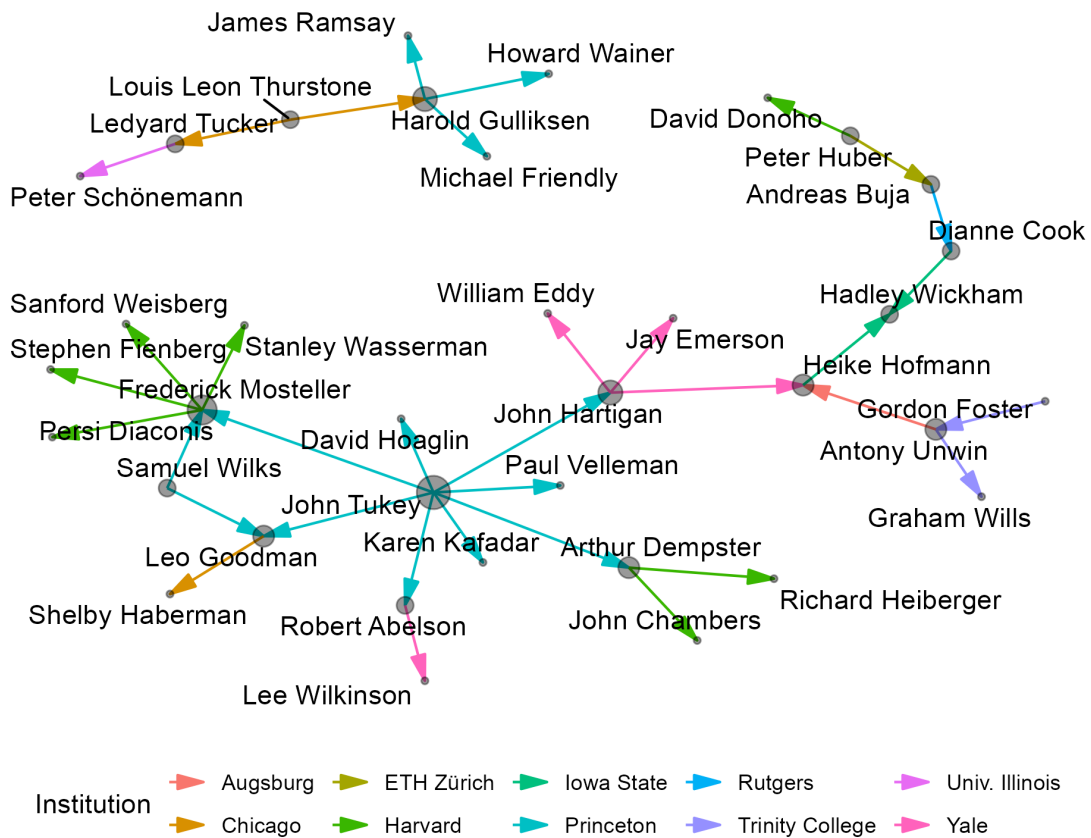 James Ramsay
Howard Wainer
Louis Leon Thurstone
Ledyard Tucker
Harold Gulliksen
David Donoho
Peter Huber
Michael Friendly
Andreas Buja
Peter Schönemann
Dianne Cook
Sanford Weisberg
William Eddy
Hadley Wickham
Stephen Fienberg
Stanley Wasserman
Jay Emerson
Heike Hofmann
Frederick Mosteller
John Hartigan
Gordon Foster
Persi Diaconis
David Hoaglin
Antony Unwin
Samuel Wilks
Paul Velleman
John Tukey
Graham Wills
Leo Goodman
Karen Kafadar
Arthur Dempster
Shelby Haberman
Robert Abelson
John Chambers
Richard Heiberger
Lee Wilkinson
Institution
Augsburg
ETH Zürich
Iowa State
Rutgers
Univ. Illinois
Chicago
Harvard
Princeton
Trinity College
Yale